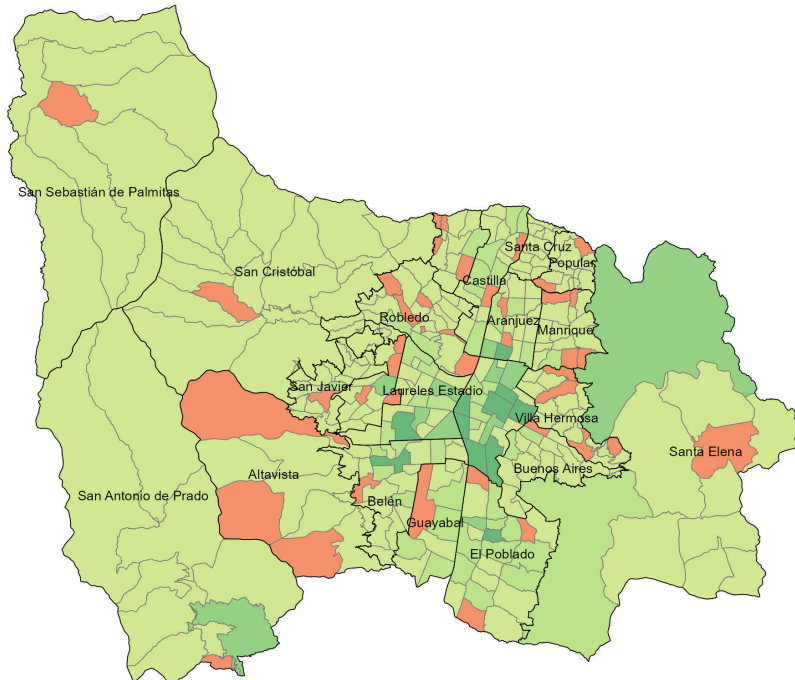 San Sebastián de Palmitas
San Cristóbal
Santa Cruz
Popular
Castilla
Robledo
Aranjuez
Manrique
San Javier
Laureles Estadio
Villa Hermosa
Santa Elena
Buenos Aires
Altavista
San Antonio de Prado
Belén
Guayabal
El Poblado